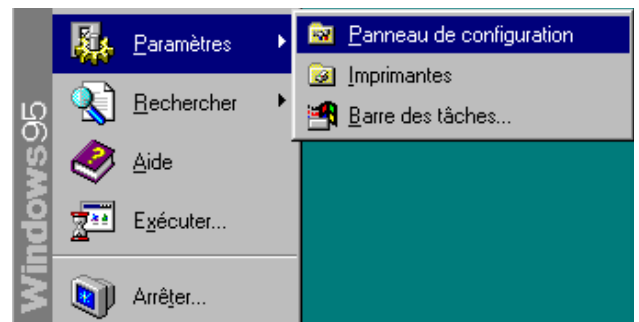 Paramètres
Panneau de configuration
Imprimantes
Barre des tâches...
Rechercher
Aide
Exécuter...
Arrêter...
Windows95